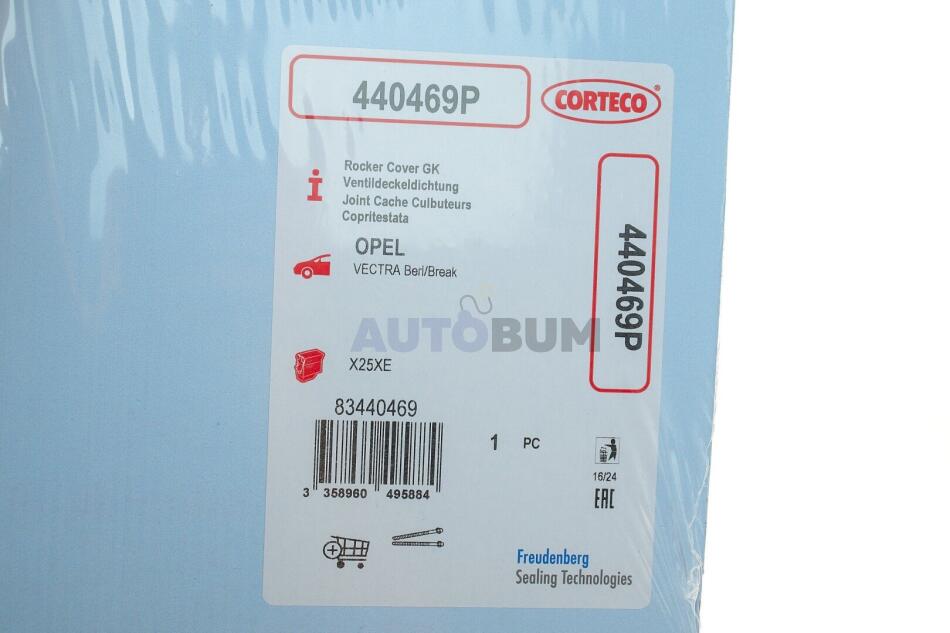 440469P
CORTECO®
Rocker Cover GK
Ventildeckeldichtung
Joint Cache Culbuteurs
Copritestata
440469P
OPEL
VECTRA Berl/Break
AUTOBUM
X25XE
83440469
3 358960 495884
1 PC
16/24
EAC
Freudenberg
Sealing Technologies